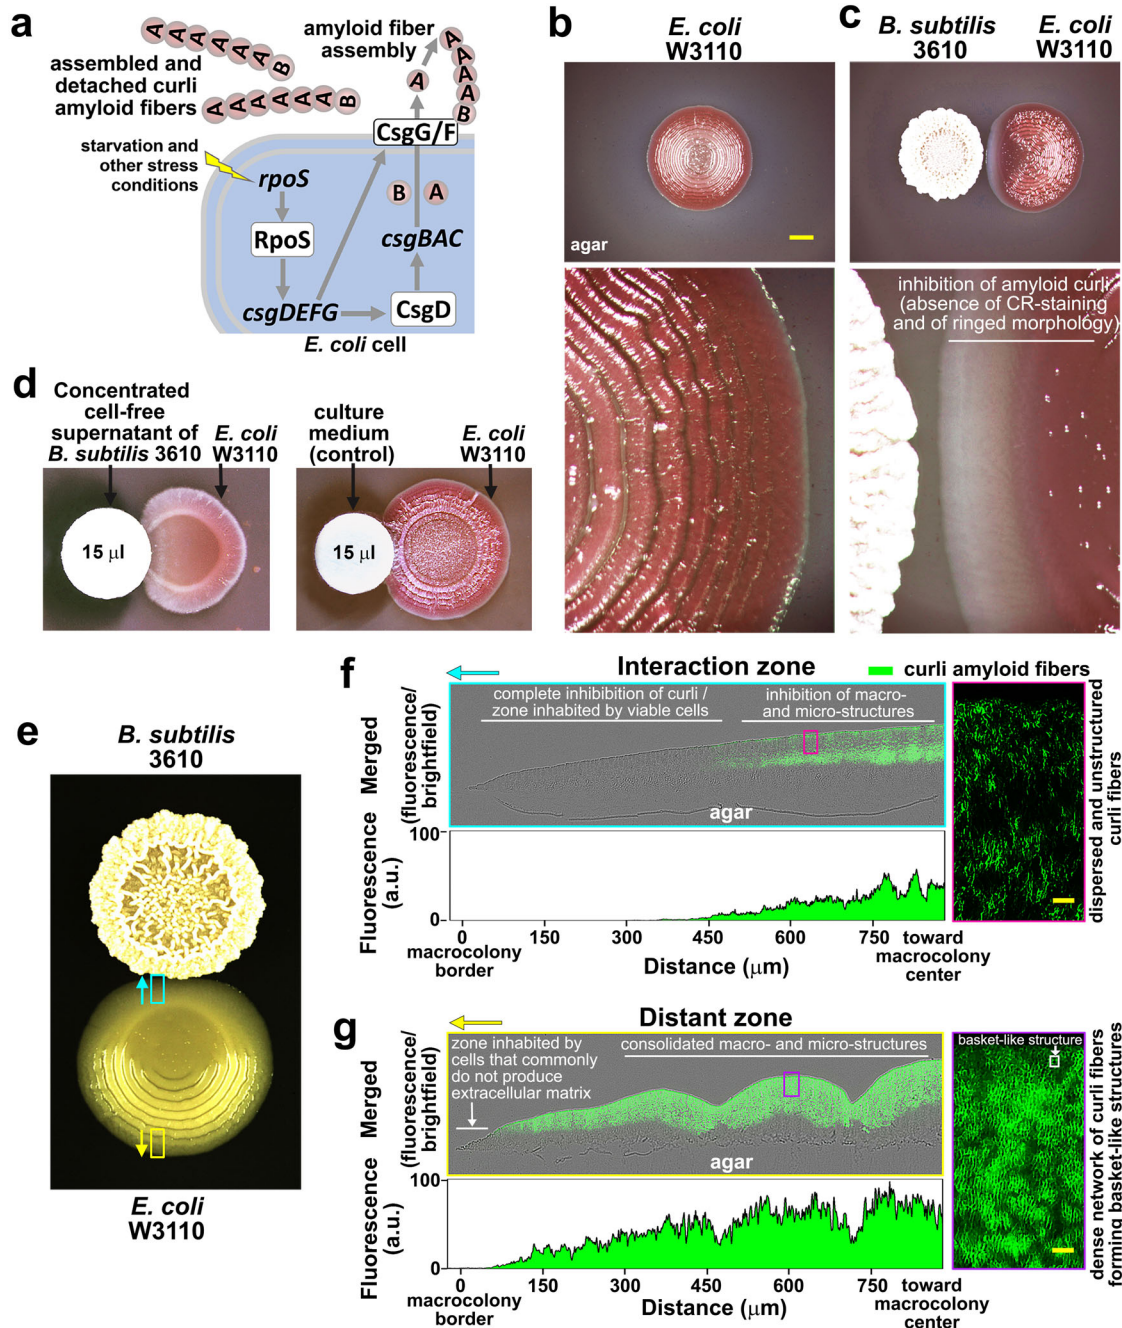 a
A A A A A A B
assembled and
detached curli
amyloid fibers
A A A A A A B
amyloid fiber
assembly
A
A
A
A
A
B
CsgG/F
starvation and
other stress
conditions
rpoS
B A
RpoS
csgBAC
csgDEFG
CsgD
E. coli cell
b
E. coli
W3110
agar
c
B. subtilis
3610
E. coli
W3110
inhibition of amyloid curli
(absence of CR-staining
and of ringed morphology)
d
Concentrated
cell-free
supernatant of
B. subtilis 3610
E. coli
W3110
15 µl
culture
medium
(control)
E. coli
W3110
15 µl
e
B. subtilis
3610
E. coli
W3110
f
Interaction zone
curli amyloid fibers
Merged
(fluorescence/
brightfield)
complete inhibibition of curli /
zone inhabited by viable cells
inhibition of macro-
and micro-structures
agar
dispersed and unstructured
curli fibers
Fluorescence
(a.u.)
100
0
0 150 300 450 600 750
macrocolony
border
Distance (µm)
toward
macrocolony
center
g
Distant zone
Merged
(fluorescence/
brightfield)
zone inhabited by
cells that commonly
do not produce
extracellular matrix
consolidated macro- and micro-structures
agar
basket-like structure
dense network of curli fibers
forming basket-like structures
Fluorescence
(a.u.)
100
0
0 150 300 450 600 750
macrocolony
border
Distance (µm)
toward
macrocolony
center